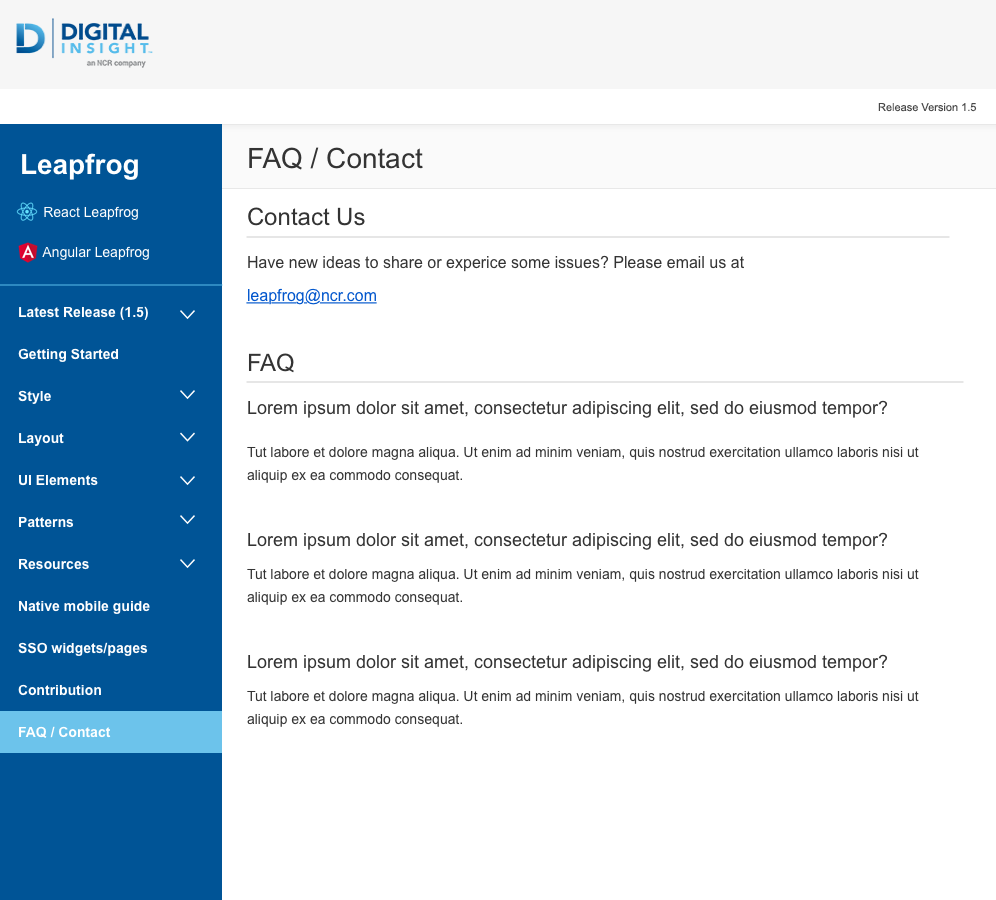 DIGITAL
INSIGHT™
an NCR company
Release Version 1.5
Leapfrog
React Leapfrog
Angular Leapfrog
Latest Release (1.5)
Getting Started
Style
Layout
UI Elements
Patterns
Resources
Native mobile guide
SSO widgets/pages
Contribution
FAQ / Contact
FAQ / Contact
Contact Us
Have new ideas to share or experice some issues? Please email us at
leapfrog@ncr.com
FAQ
Lorem ipsum dolor sit amet, consectetur adipiscing elit, sed do eiusmod tempor?
Tut labore et dolore magna aliqua. Ut enim ad minim veniam, quis nostrud exercitation ullamco laboris nisi ut
aliquip ex ea commodo consequat.
Lorem ipsum dolor sit amet, consectetur adipiscing elit, sed do eiusmod tempor?
Tut labore et dolore magna aliqua. Ut enim ad minim veniam, quis nostrud exercitation ullamco laboris nisi ut
aliquip ex ea commodo consequat.
Lorem ipsum dolor sit amet, consectetur adipiscing elit, sed do eiusmod tempor?
Tut labore et dolore magna aliqua. Ut enim ad minim veniam, quis nostrud exercitation ullamco laboris nisi ut
aliquip ex ea commodo consequat.